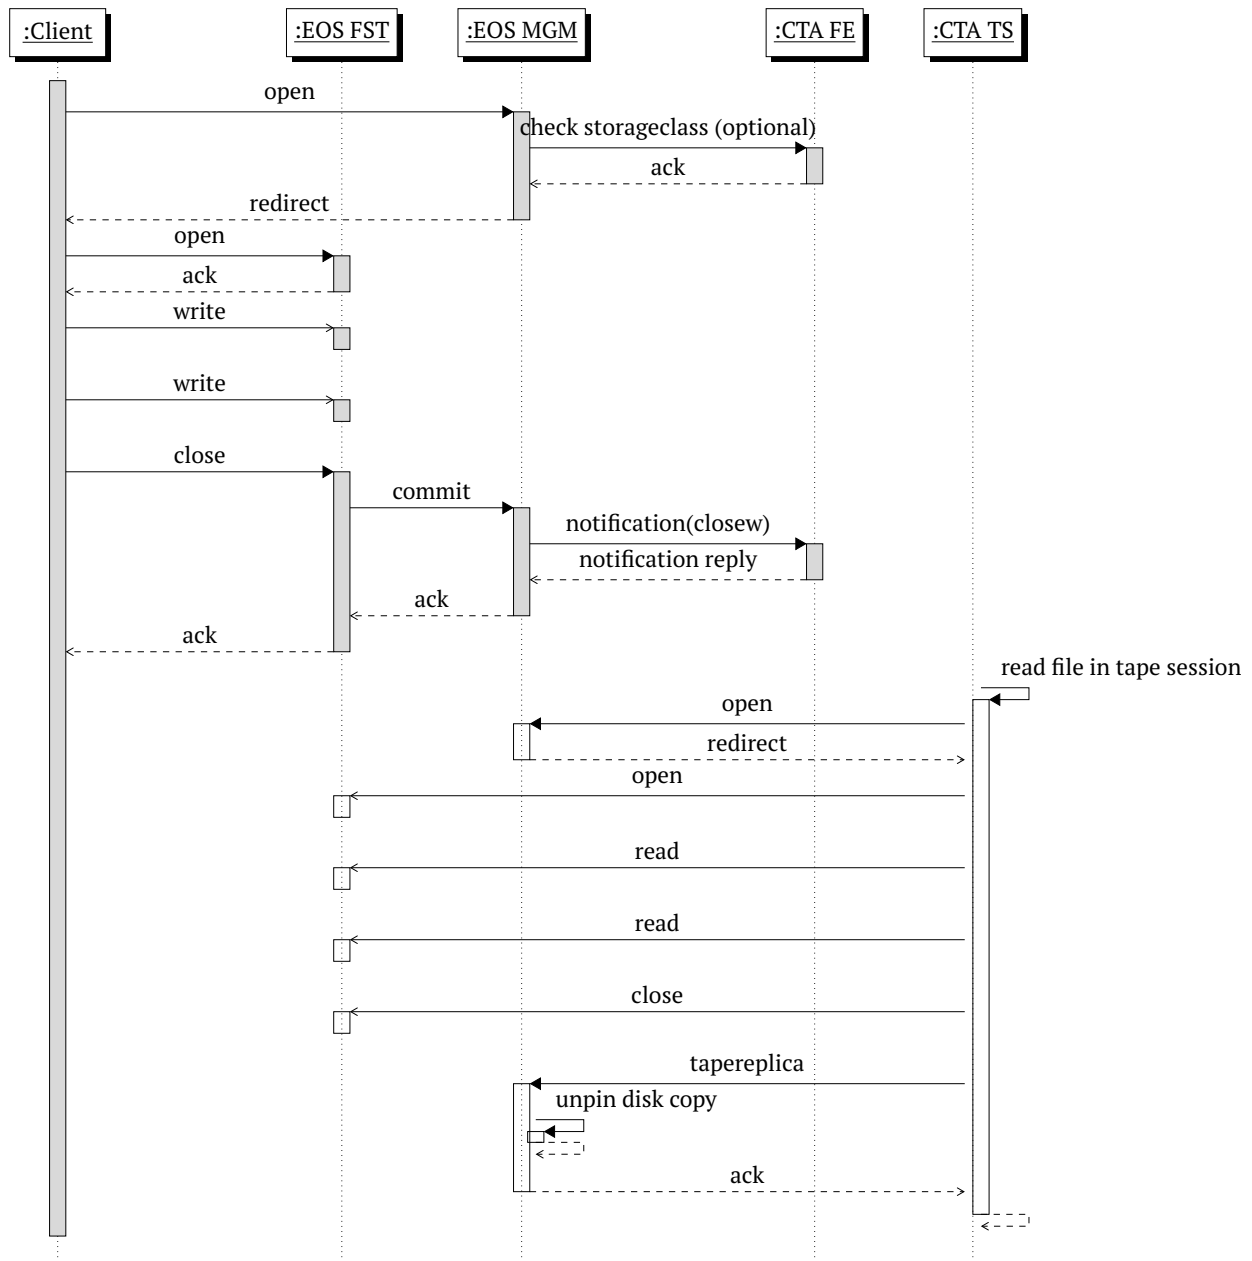 :Client
:EOS FST
:EOS MGM
:CTA FE
:CTA TS
open
check storageclass (optional)
ack
redirect
open
ack
write
write
close
commit
notification(closew)
notification reply
ack
ack
read file in tape session
open
redirect
open
read
read
close
tapereplica
unpin disk copy
ack